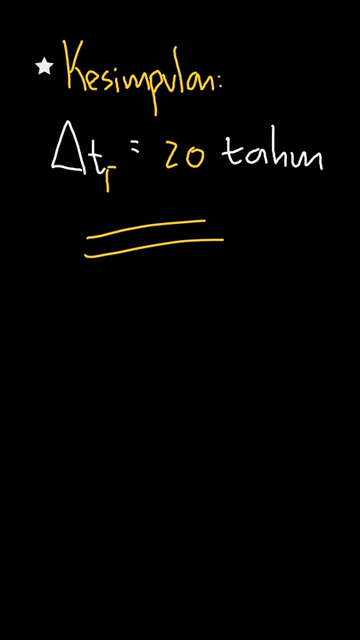 ★ Kesimpulan:
Δt_r = 20 tahun